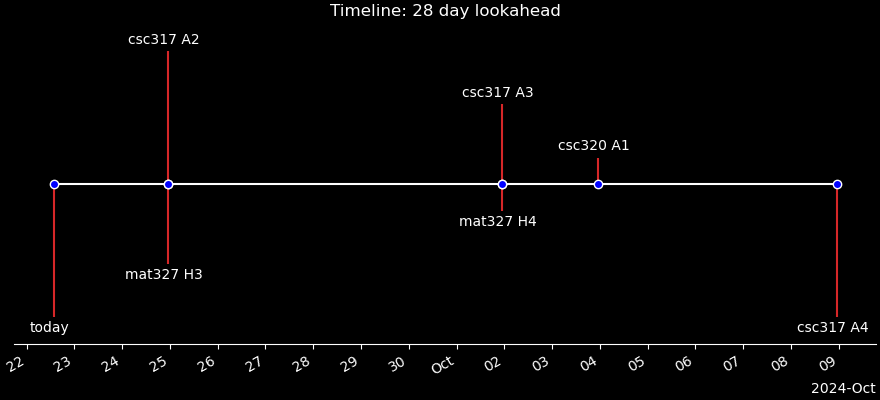 Timeline: 28 day lookahead
csc317 A2
csc317 A3
csc320 A1
mat327 H4
mat327 H3
today
csc317 A4
22 23 24 25 26 27 28 29 30 Oct 02 03 04 05 06 07 08 09
2024-Oct